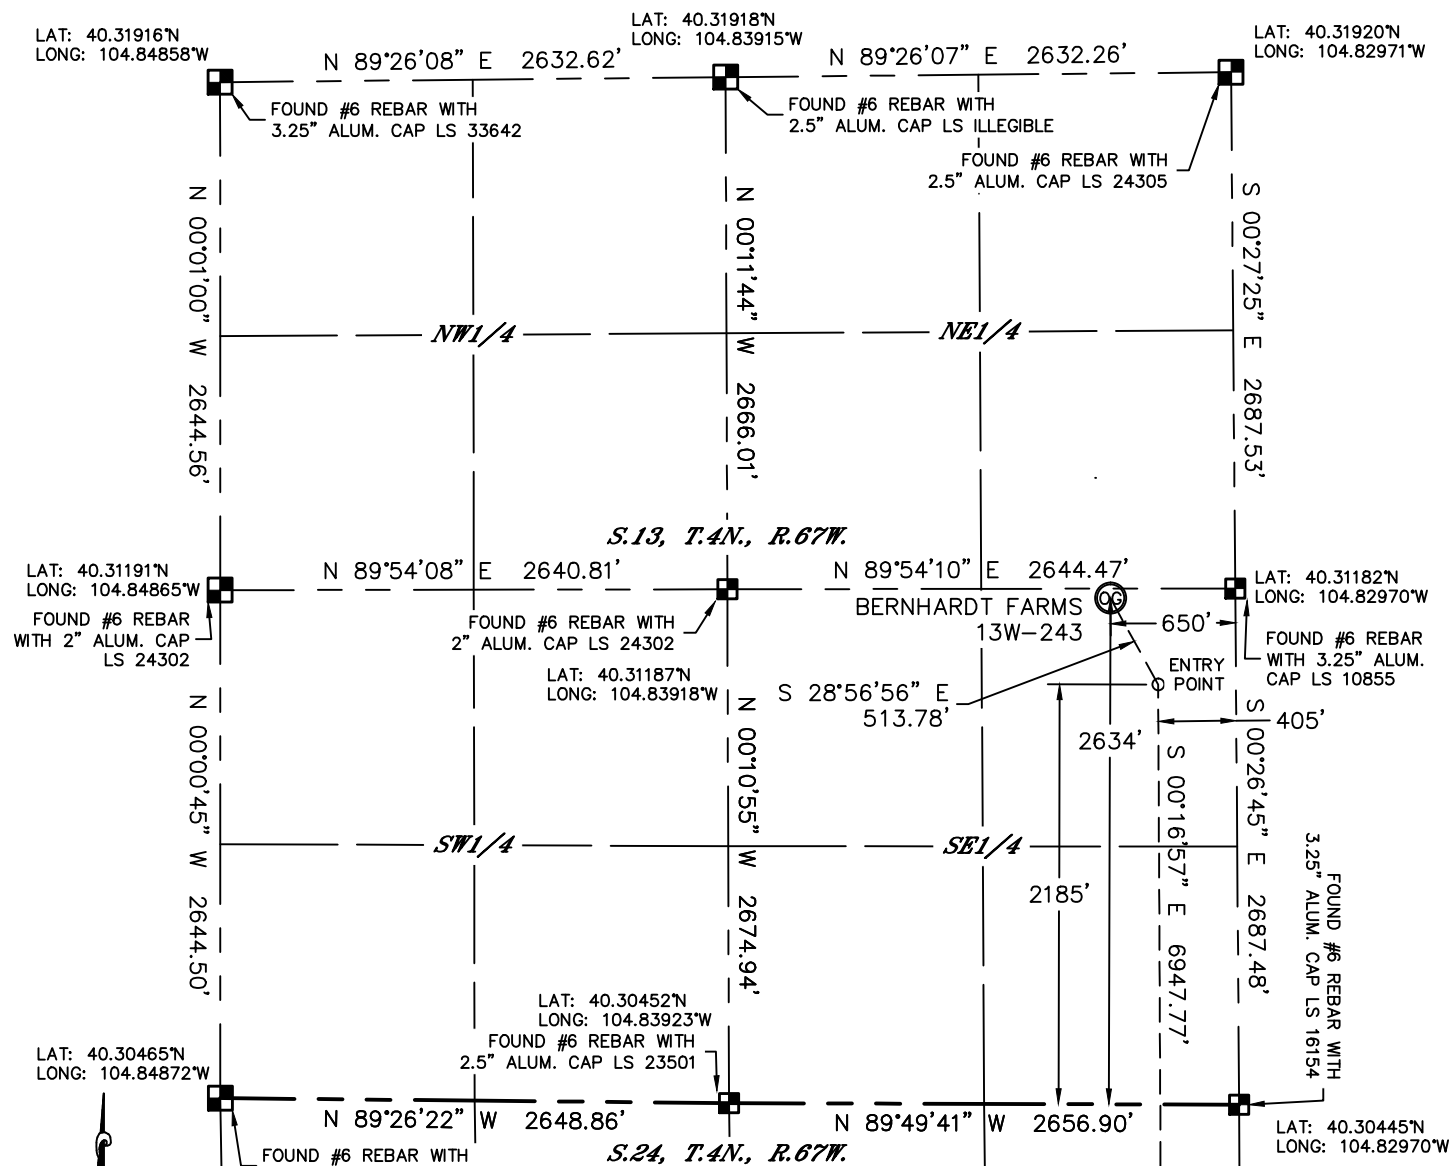 LAT: 40.31916°N
LONG: 104.84858°W
LAT: 40.31918°N
LONG: 104.83915°W
LAT: 40.31920°N
LONG: 104.82971°W
N 89°26'08" E 2632.62'
N 89°26'07" E 2632.26'
FOUND #6 REBAR WITH
3.25" ALUM. CAP LS 33642
FOUND #6 REBAR WITH
2.5" ALUM. CAP LS ILLEGIBLE
FOUND #6 REBAR WITH
2.5" ALUM. CAP LS 24305
N 00°01'00" W 2644.56'
N 00°11'44" W 2666.01'
S 00°27'25" E 2687.53'
NW1/4
NE1/4
S.13, T.4N., R.67W.
LAT: 40.31191°N
LONG: 104.84865°W
FOUND #6 REBAR
WITH 2" ALUM. CAP
LS 24302
N 89°54'08" E 2640.81'
N 89°54'10" E 2644.47'
LAT: 40.31182°N
LONG: 104.82970°W
FOUND #6 REBAR
WITH 3.25" ALUM.
CAP LS 10855
FOUND #6 REBAR WITH
2" ALUM. CAP LS 24302
LAT: 40.31187°N
LONG: 104.83918°W
OG
BERNHARDT FARMS
13W-243
650'
ENTRY
POINT
S 28°56'56" E
513.78'
405'
2634'
2185'
N 00°00'45" W 2644.50'
N 00°10'55" W 2674.94'
S 00°16'57" E 6947.77'
S 00°26'45" E 2687.48'
SW1/4
SE1/4
FOUND #6 REBAR WITH
3.25" ALUM. CAP LS 16154
LAT: 40.30452°N
LONG: 104.83923°W
FOUND #6 REBAR WITH
2.5" ALUM. CAP LS 23501
LAT: 40.30465°N
LONG: 104.84872°W
N 89°26'22" W 2648.86'
N 89°49'41" W 2656.90'
LAT: 40.30445°N
LONG: 104.82970°W
FOUND #6 REBAR WITH
S.24, T.4N., R.67W.